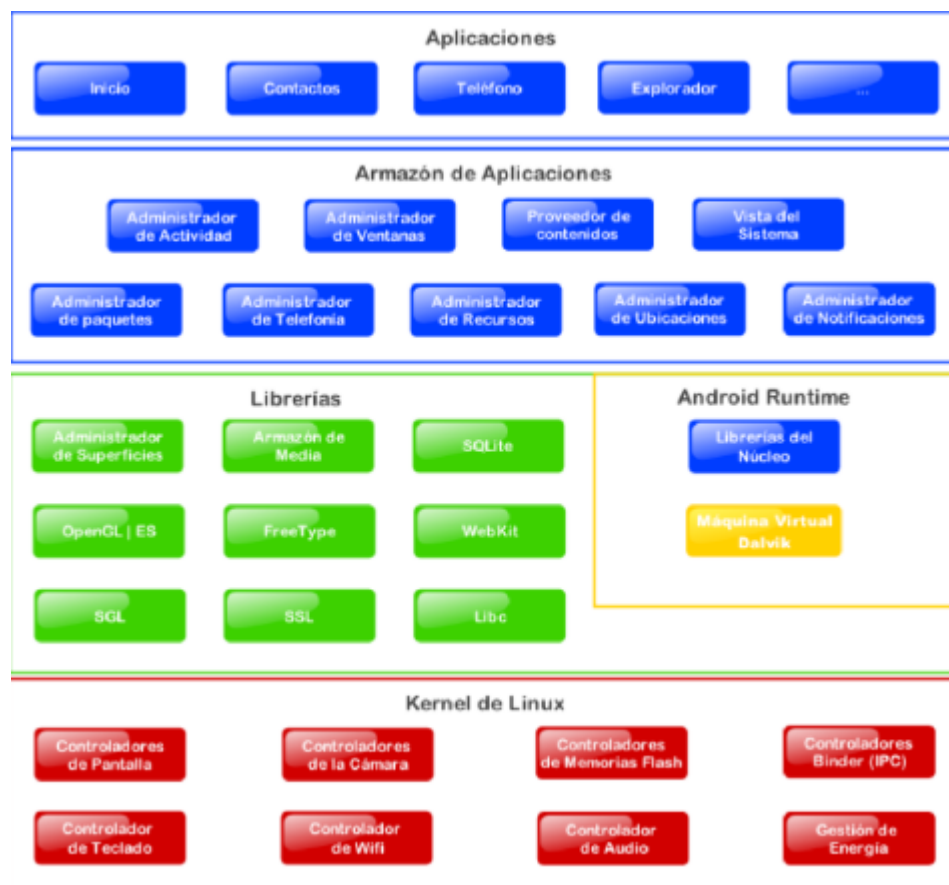 Aplicaciones
Inicio
Contactos
Teléfono
Explorador
...
Armazón de Aplicaciones
Administrador
de Actividad
Administrador
de Ventanas
Proveedor de
contenidos
Vista del
Sistema
Administrador
de paquetes
Administrador
de Telefonía
Administrador
de Recursos
Administrador
de Ubicaciones
Administrador
de Notificaciones
Librerías
Administrador
de Superficies
Armazón de
Media
SQLite
OpenGL | ES
FreeType
WebKit
SGL
SSL
Libc
Android Runtime
Librerías del
Núcleo
Máquina Virtual
Dalvik
Kernel de Linux
Controladores
de Pantalla
Controladores
de la Cámara
Controladores
de Memorias Flash
Controladores
Binder (IPC)
Controlador
de Teclado
Controlador
de Wifi
Controlador
de Audio
Gestión de
Energía